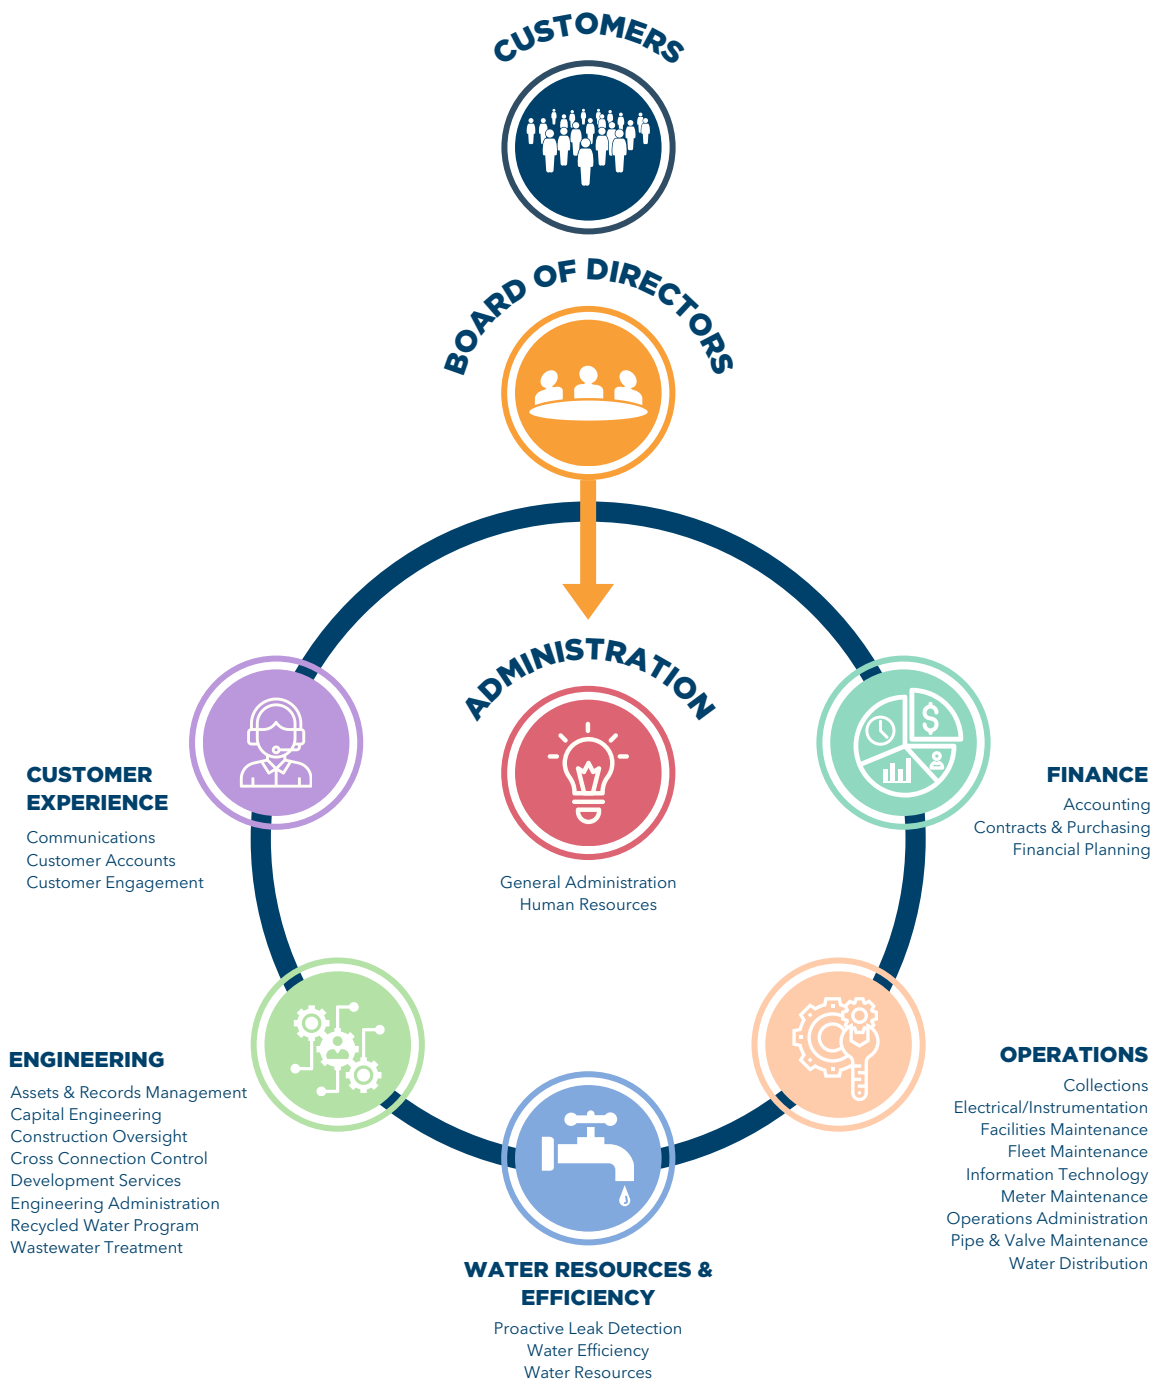 CUSTOMERS
BOARD OF DIRECTORS
ADMINISTRATION
General Administration
Human Resources
CUSTOMER
EXPERIENCE
Communications
Customer Accounts
Customer Engagement
FINANCE
Accounting
Contracts & Purchasing
Financial Planning
ENGINEERING
Assets & Records Management
Capital Engineering
Construction Oversight
Cross Connection Control
Development Services
Engineering Administration
Recycled Water Program
Wastewater Treatment
OPERATIONS
Collections
Electrical/Instrumentation
Facilities Maintenance
Fleet Maintenance
Information Technology
Meter Maintenance
Operations Administration
Pipe & Valve Maintenance
Water Distribution
WATER RESOURCES &
EFFICIENCY
Proactive Leak Detection
Water Efficiency
Water Resources